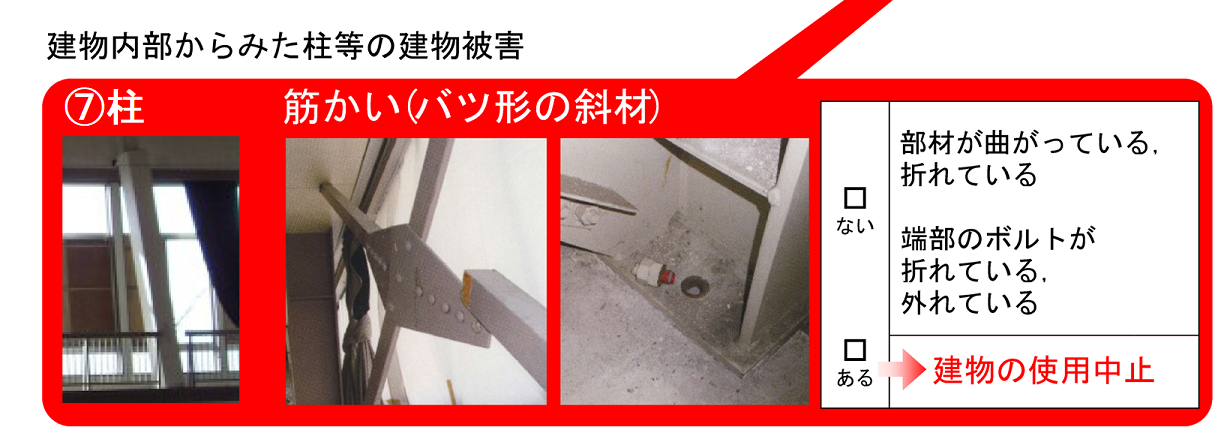 建物内部からみた柱等の建物被害
⑦柱
筋かい(バツ形の斜材)
部材が曲がっている,
折れている
端部のボルトが
折れている,
外れている
□
ない
□
ある
建物の使用中止